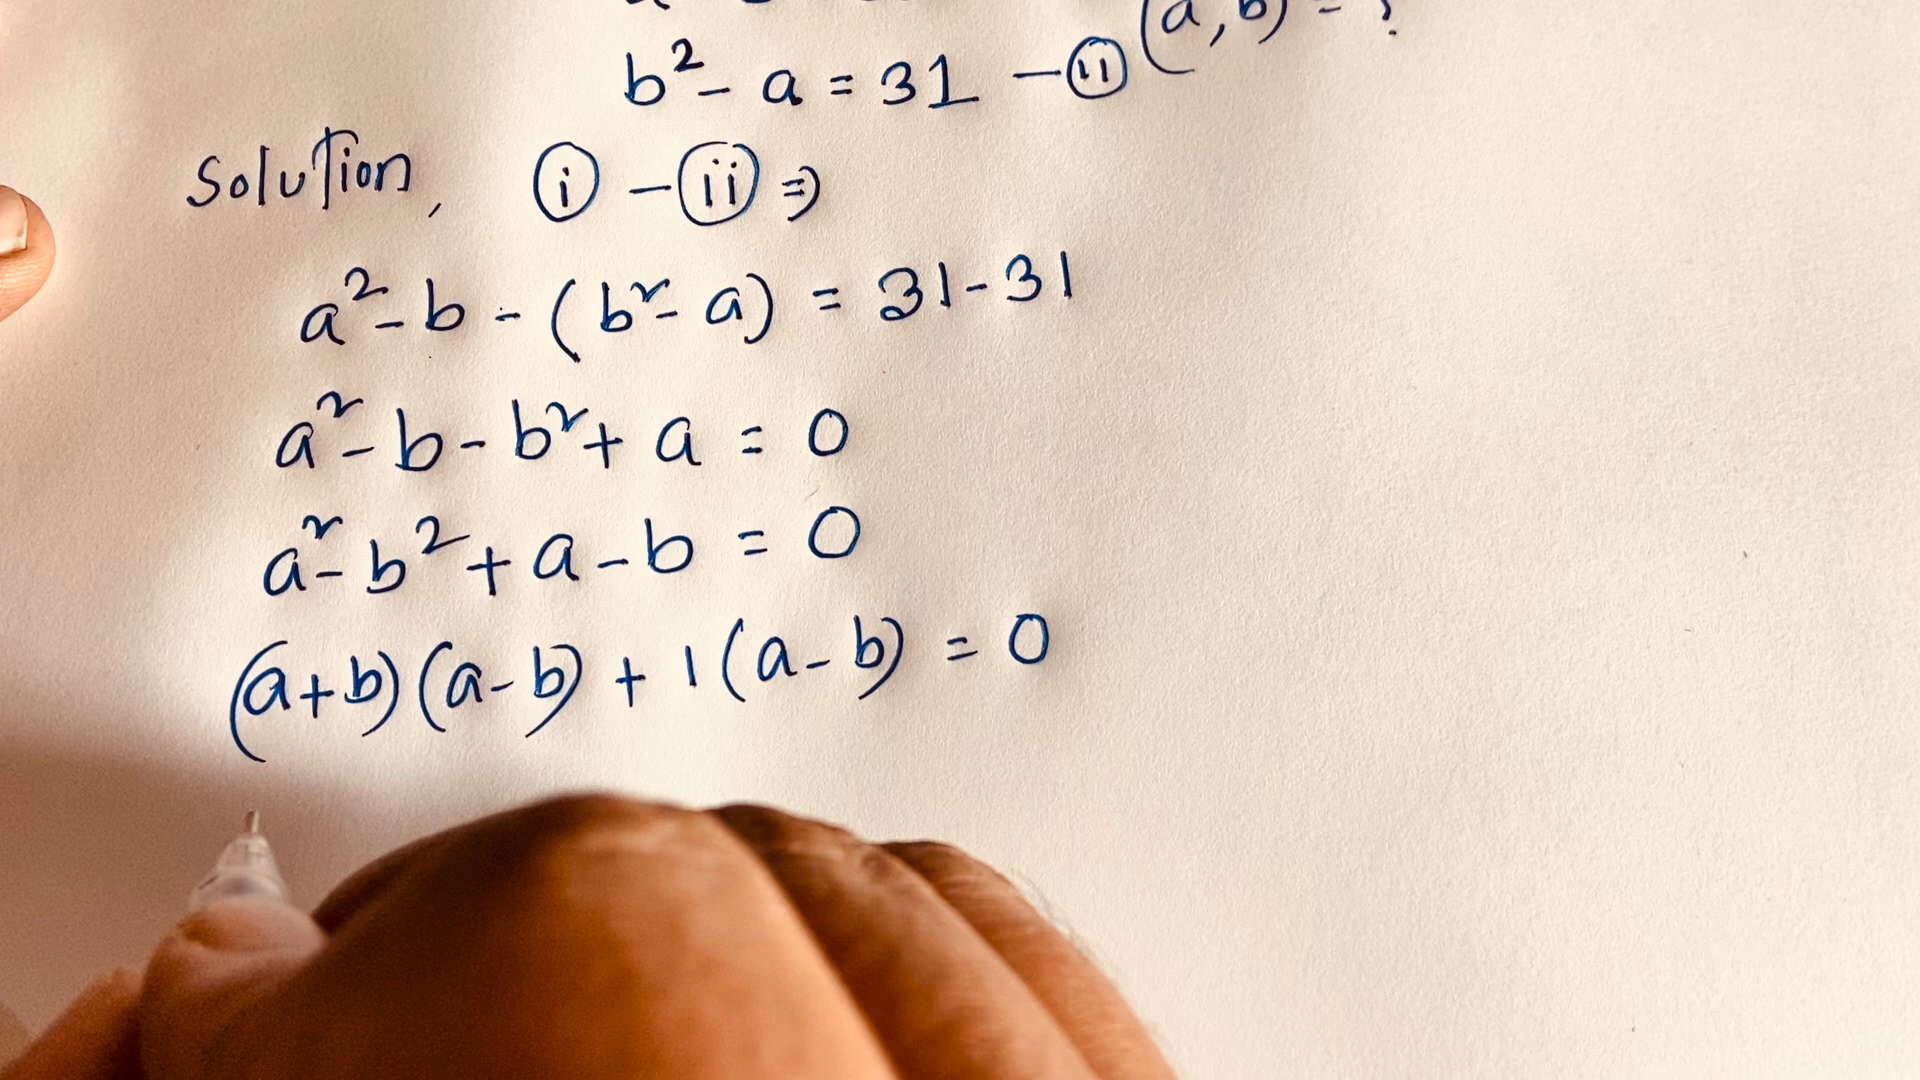 (a,b) = ?
b² - a = 31 - ⓘⓘ
Solution, ⓘ - ⓘⓘ ⇒
a² - b - (b² - a) = 31 - 31
a² - b - b² + a = 0
a² - b² + a - b = 0
(a+b)(a-b) + 1(a-b) = 0